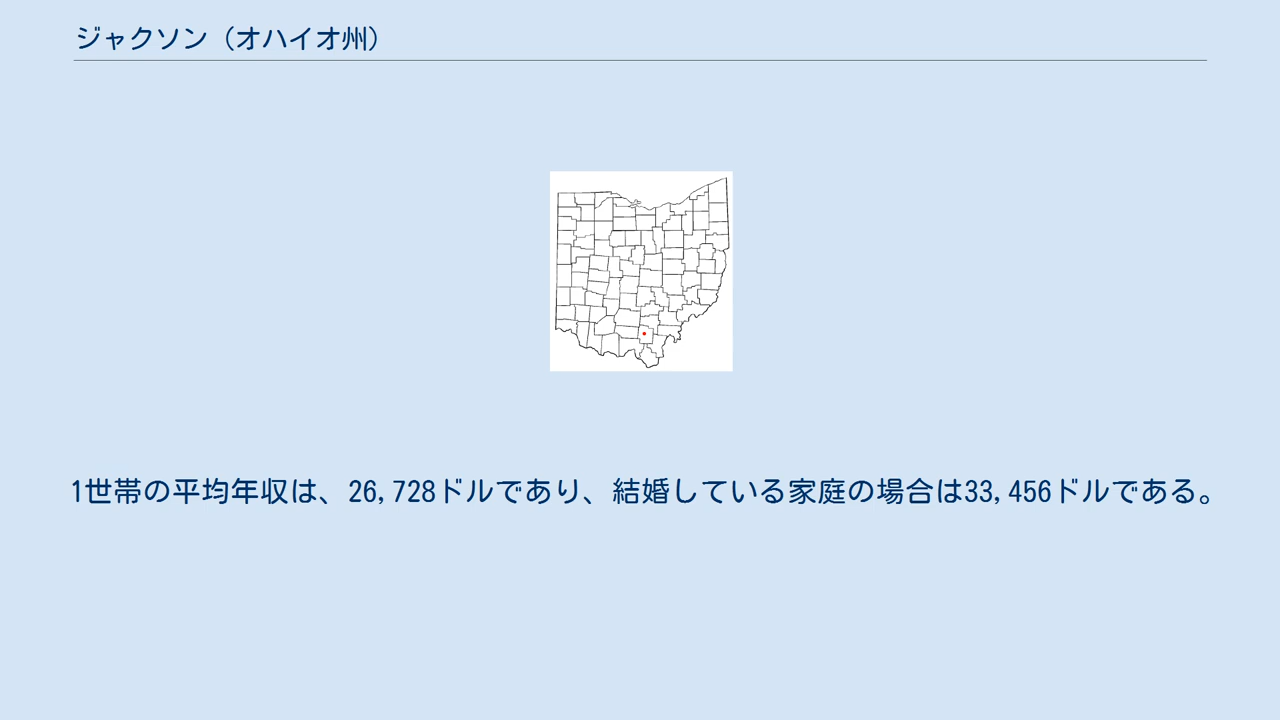 ジャクソン（オハイオ州）
1世帯の平均年収は、26,728ドルであり、結婚している家庭の場合は33,456ドルである。